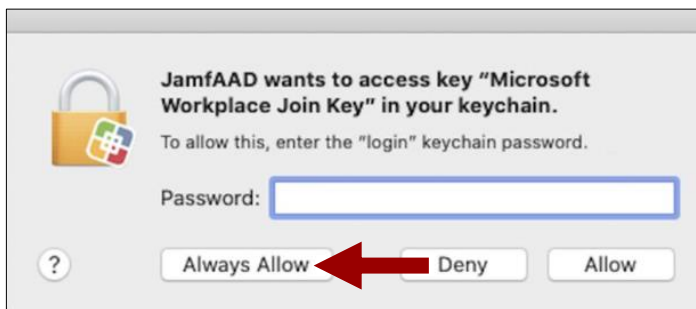 JamfAAD wants to access key “Microsoft
Workplace Join Key” in your keychain.
To allow this, enter the “login” keychain password.
Password:
? Always Allow Deny Allow